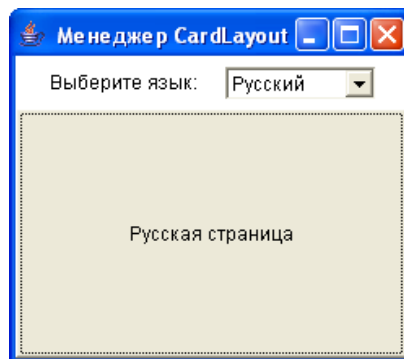 Менеджер CardLayout
Выберите язык: Русский
Русская страница